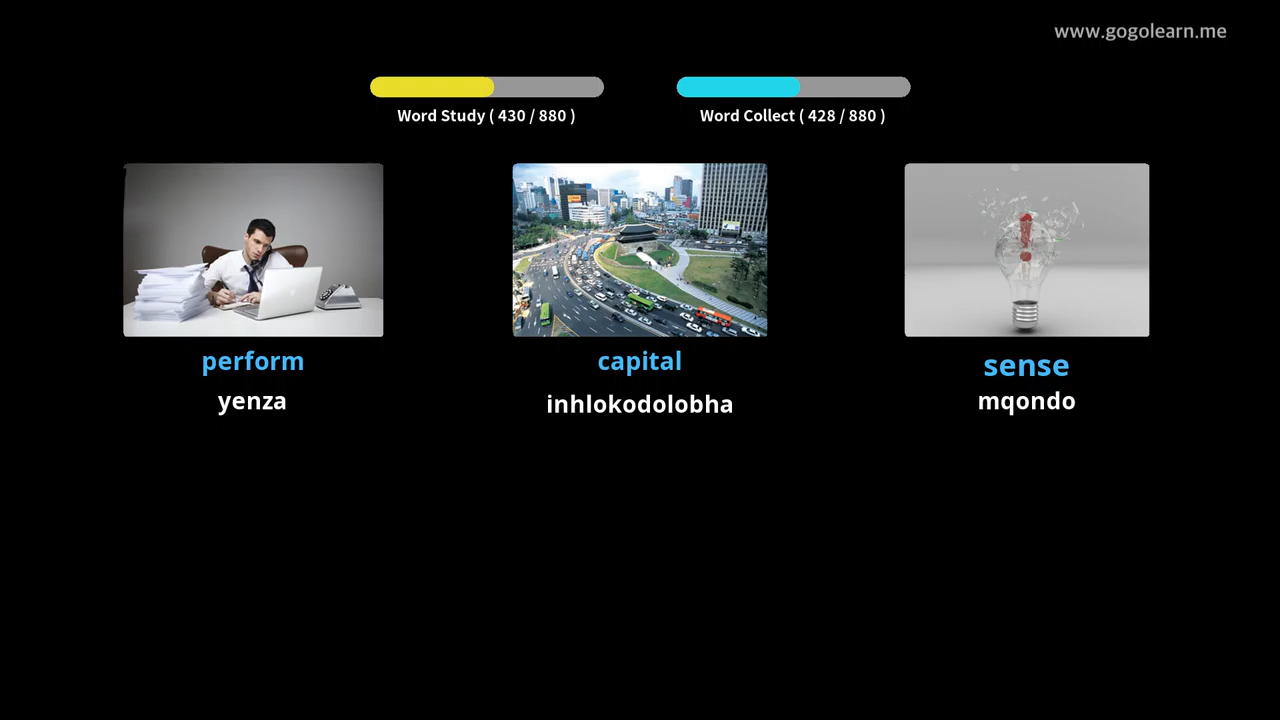 www.gogolearn.me
Word Study ( 430 / 880 )
Word Collect ( 428 / 880 )
perform
yenza
capital
inhlokodolobha
sense
mqondo